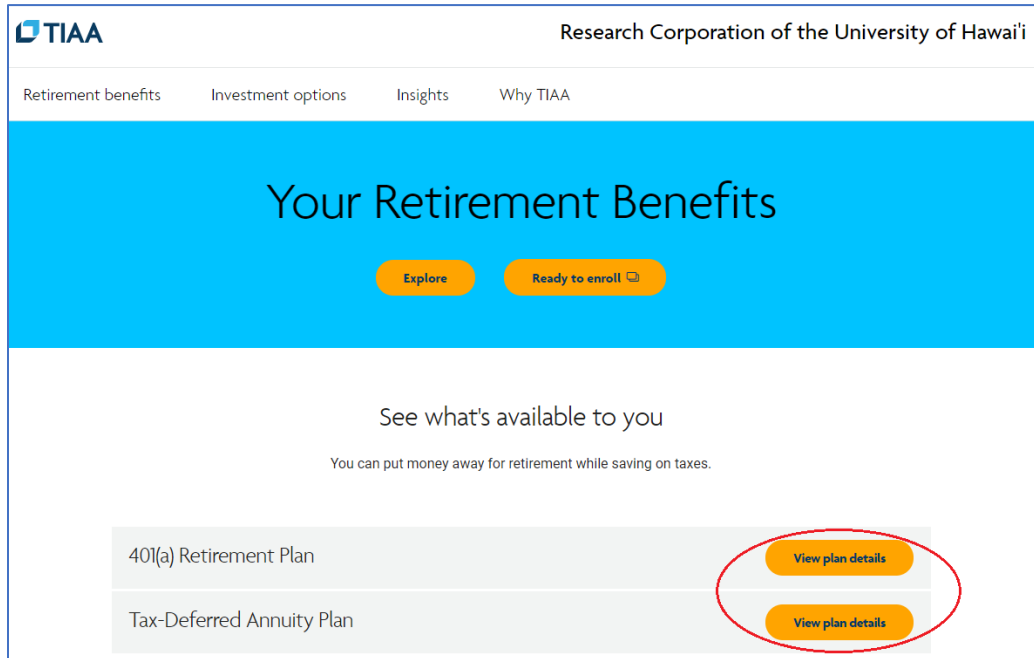 TIAA
Research Corporation of the University of Hawai'i
Retirement benefits Investment options Insights Why TIAA
Your Retirement Benefits
Explore Ready to enroll
See what's available to you
You can put money away for retirement while saving on taxes.
401(a) Retirement Plan View plan details
Tax-Deferred Annuity Plan View plan details